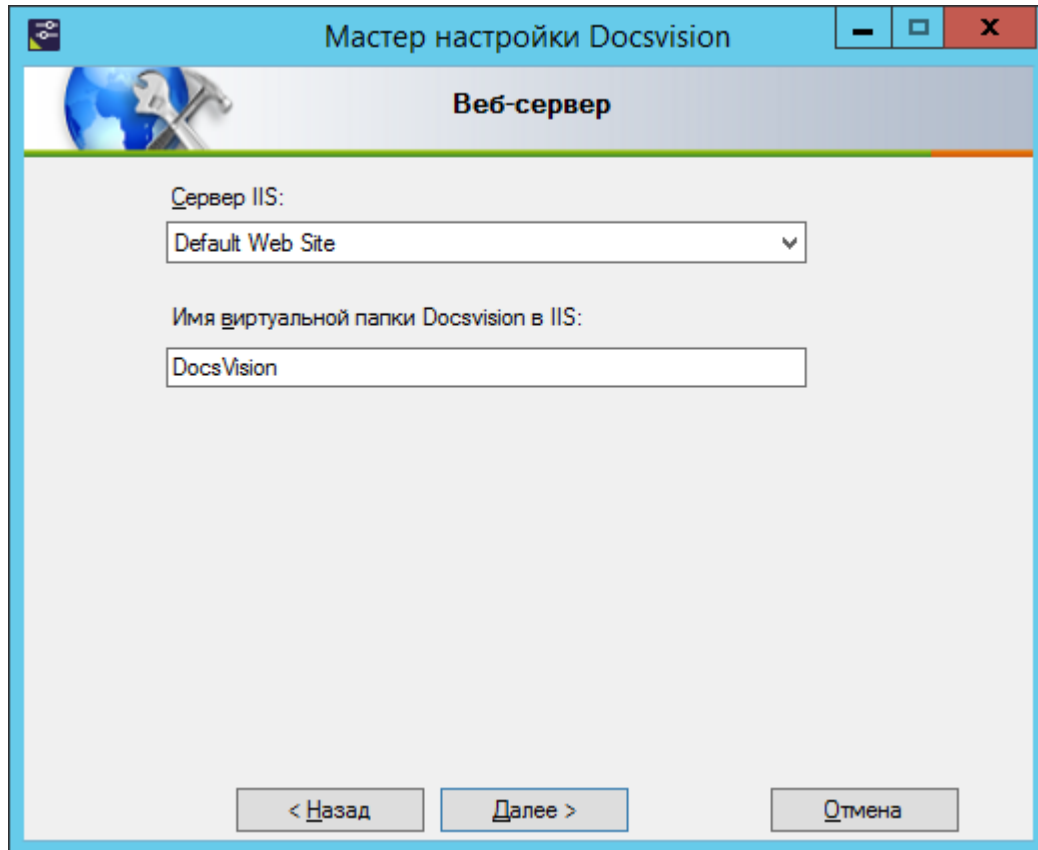 Мастер настройки Docsvision
Веб-сервер
Сервер IIS:
Default Web Site
Имя виртуальной папки Docsvision в IIS:
DocsVision
< Назад
Далее >
Отмена